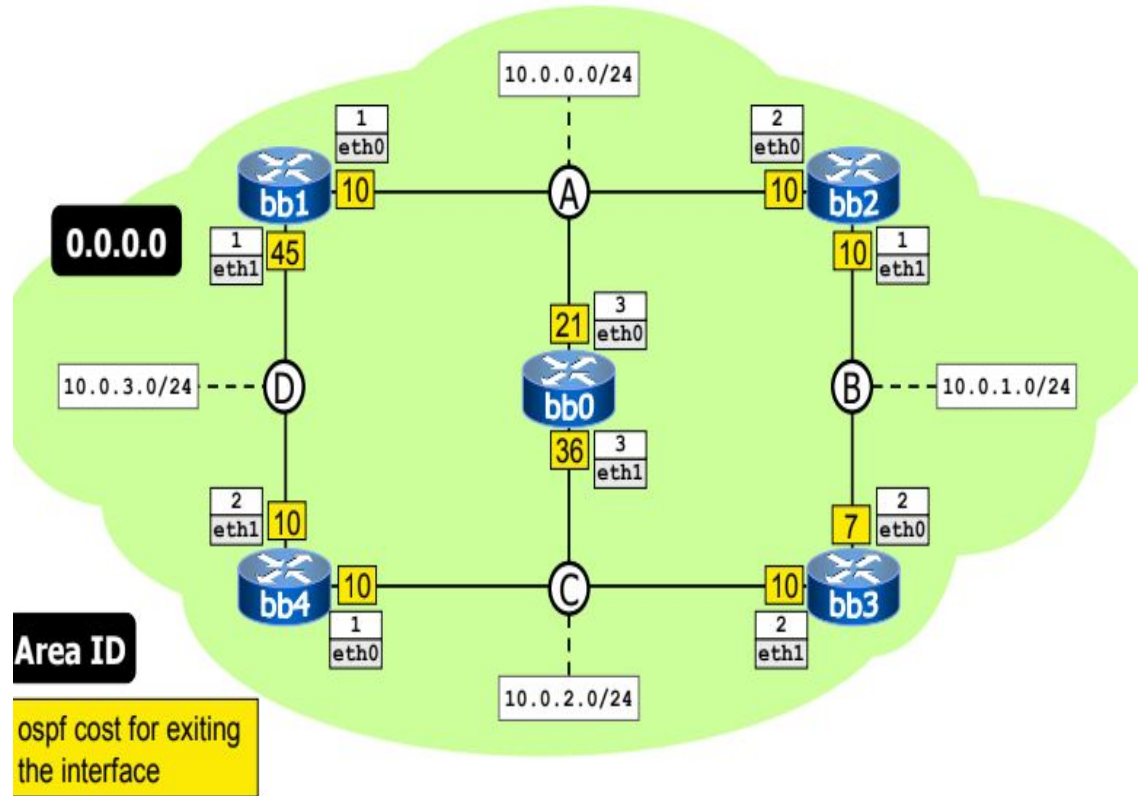 10.0.0.0/24
1
eth0
2
eth0
10
A
10
bb1
bb2
0.0.0.0
1
eth1
45
10
1
eth1
21
3
eth0
10.0.3.0/24
D
bb0
B
10.0.1.0/24
36
3
eth1
2
eth1
10
7
2
eth0
10
C
10
bb4
bb3
1
eth0
2
eth1
Area ID
10.0.2.0/24
ospf cost for exiting
the interface